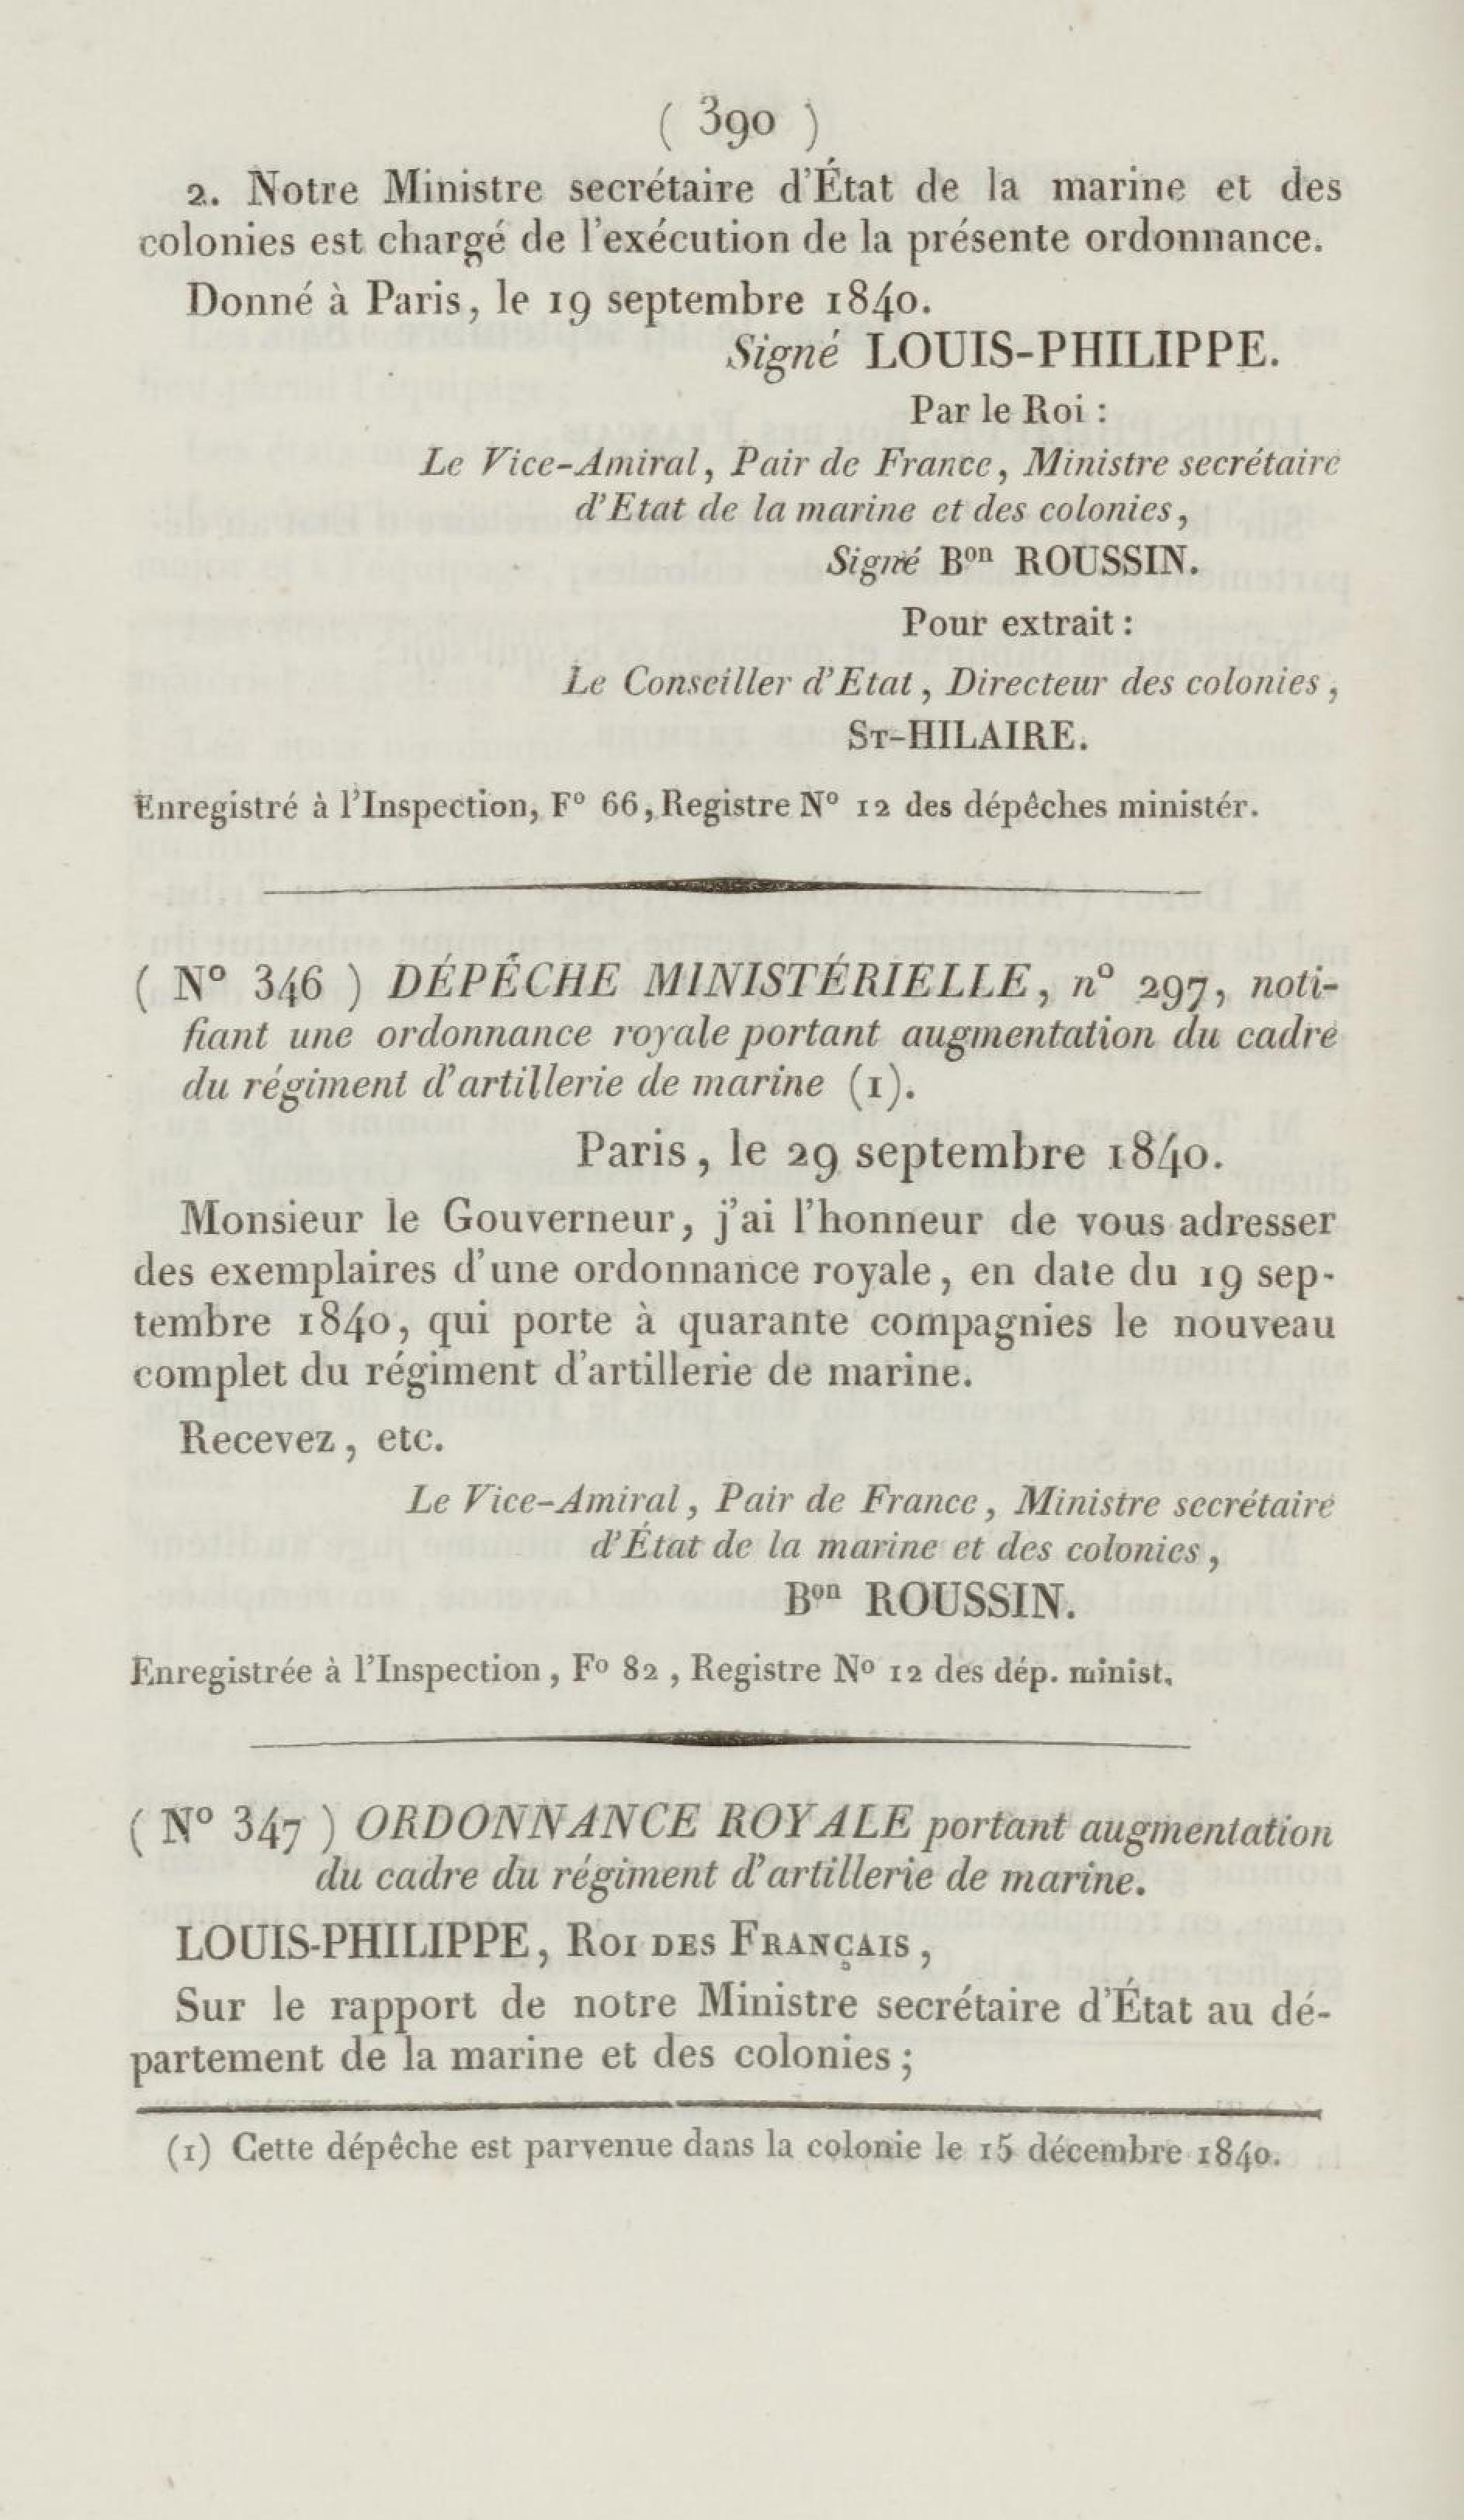 ( 390 )
2. Notre Ministre secrétaire d'État de la marine et des
colonies est chargé de l'exécution de la présente ordonnance.
Donné à Paris, le 19 septembre 1840.
Signé LOUIS-PHILIPPE.
Par le Roi :
Le Vice-Amiral, Pair de France, Ministre secrétaire
d'Etat de la marine et des colonies,
Signé Bon ROUSSIN.
Pour extrait :
Le Conseiller d'Etat, Directeur des colonies,
ST-HILAIRE.
Enregistré à l'Inspection, F° 66, Registre N° 12 des dépêches ministér.
( N° 346 ) DÉPÊCHE MINISTÉRIELLE, n° 297, noti-
fiant une ordonnance royale portant augmentation du cadre
du régiment d'artillerie de marine (1).
Paris, le 29 septembre 1840.
Monsieur le Gouverneur, j'ai l'honneur de vous adresser
des exemplaires d'une ordonnance royale, en date du 19 sep-
tembre 1840, qui porte à quarante compagnies le nouveau
complet du régiment d'artillerie de marine.
Recevez, etc.
Le Vice-Amiral, Pair de France, Ministre secrétaire
d'État de la marine et des colonies,
Bon ROUSSIN.
Enregistrée à l'Inspection, F° 82, Registre N° 12 des dép. minist.
( N° 347 ) ORDONNANCE ROYALE portant augmentation
du cadre du régiment d'artillerie de marine.
LOUIS-PHILIPPE, ROI DES FRANÇAIS,
Sur le rapport de notre Ministre secrétaire d'État au dé-
partement de la marine et des colonies ;
(1) Cette dépêche est parvenue dans la colonie le 15 décembre 1840.